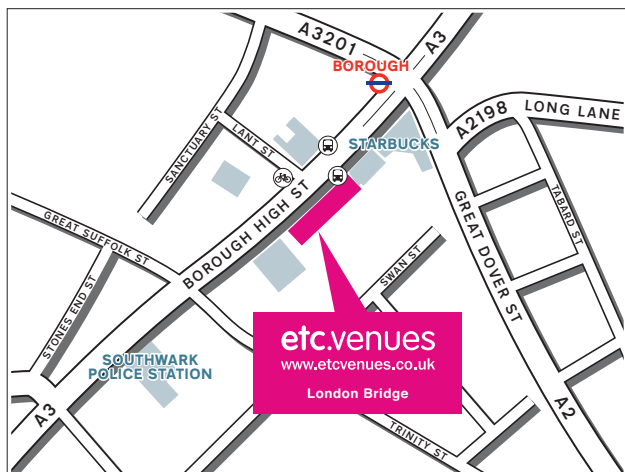 A3201
A3
BOROUGH
A2198
LONG LANE
SANCTUARY ST
LANT ST
STARBUCKS
TABARD ST
GREAT SUFFOLK ST
BOROUGH HIGH ST
GREAT DOVER ST
SWAN ST
STONES END ST
etc.venues
www.etcvenues.co.uk
London Bridge
SOUTHWARK
POLICE STATION
A3
TRINITY ST
A2